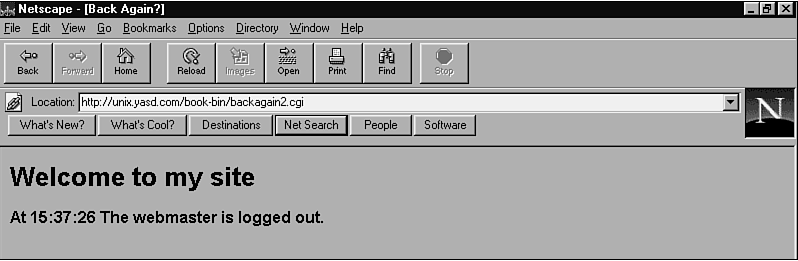 Netscape - [Back Again?]
File Edit View Go Bookmarks Options Directory Window Help
Back Forward Home Reload Images Open Print Find Stop
Location: http://unix.yasd.com/book-bin/backagain2.cgi
N
What's New? What's Cool? Destinations Net Search People Software
Welcome to my site
At 15:37:26 The webmaster is logged out.